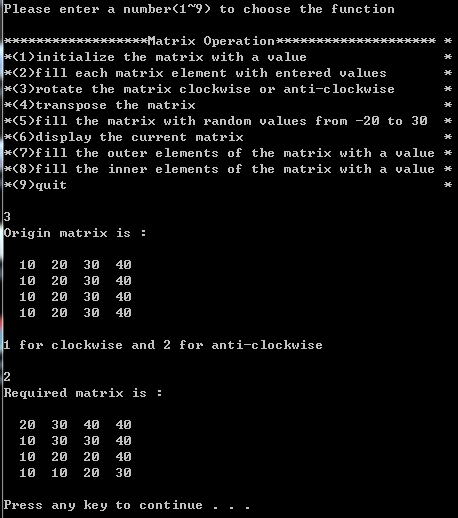 Please enter a number(1~9) to choose the function
******************Matrix Operation******************** *
*(1)initialize the matrix with a value *
*(2)fill each matrix element with entered values *
*(3)rotate the matrix clockwise or anti-clockwise *
*(4)transpose the matrix *
*(5)fill the matrix with random values from -20 to 30 *
*(6)display the current matrix *
*(7)fill the outer elements of the matrix with a value *
*(8)fill the inner elements of the matrix with a value *
*(9)quit *
3
Origin matrix is :
10 20 30 40
10 20 30 40
10 20 30 40
10 20 30 40
1 for clockwise and 2 for anti-clockwise
2
Required matrix is :
20 30 40 40
10 30 30 40
10 20 20 40
10 10 20 30
Press any key to continue . . .